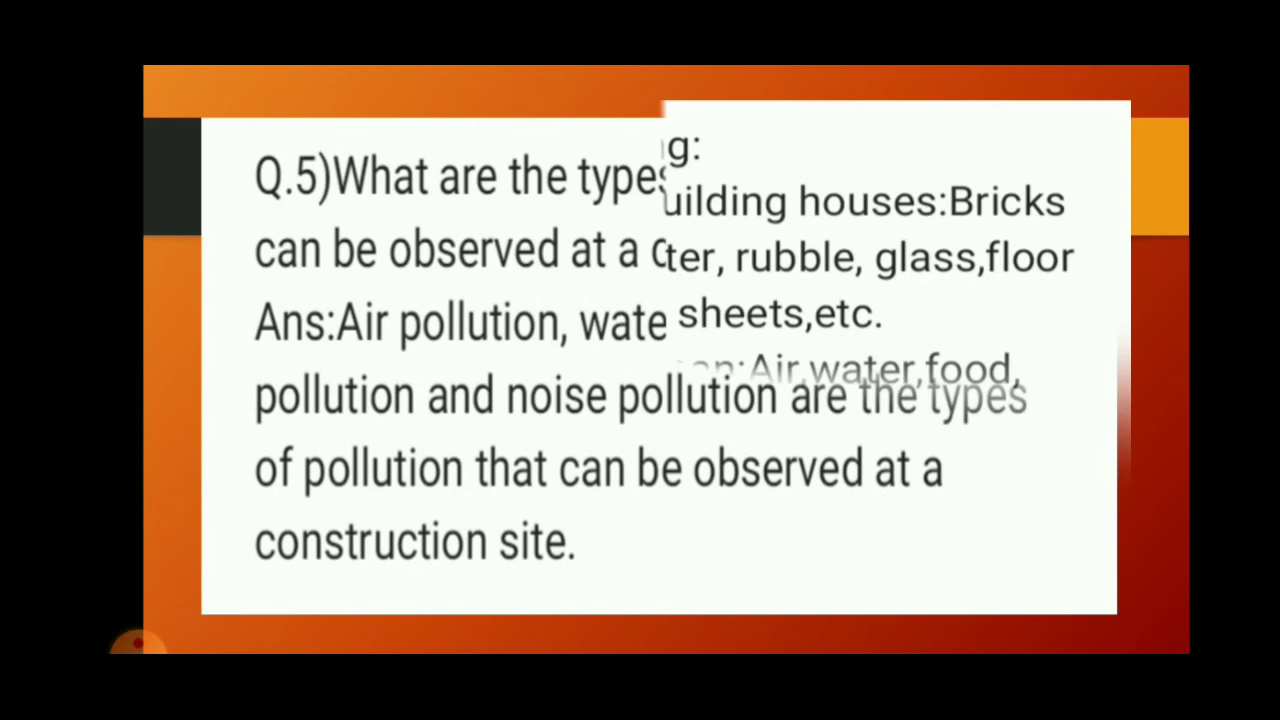 Q.5)What are the types
can be observed at a
Ans:Air pollution,
pollution and noise pollution are the types
of pollution that can be observed at a
construction site.
g:
uilding houses:Bricks
ter, rubble, glass,floor
sheets,etc.
Air,water,food,